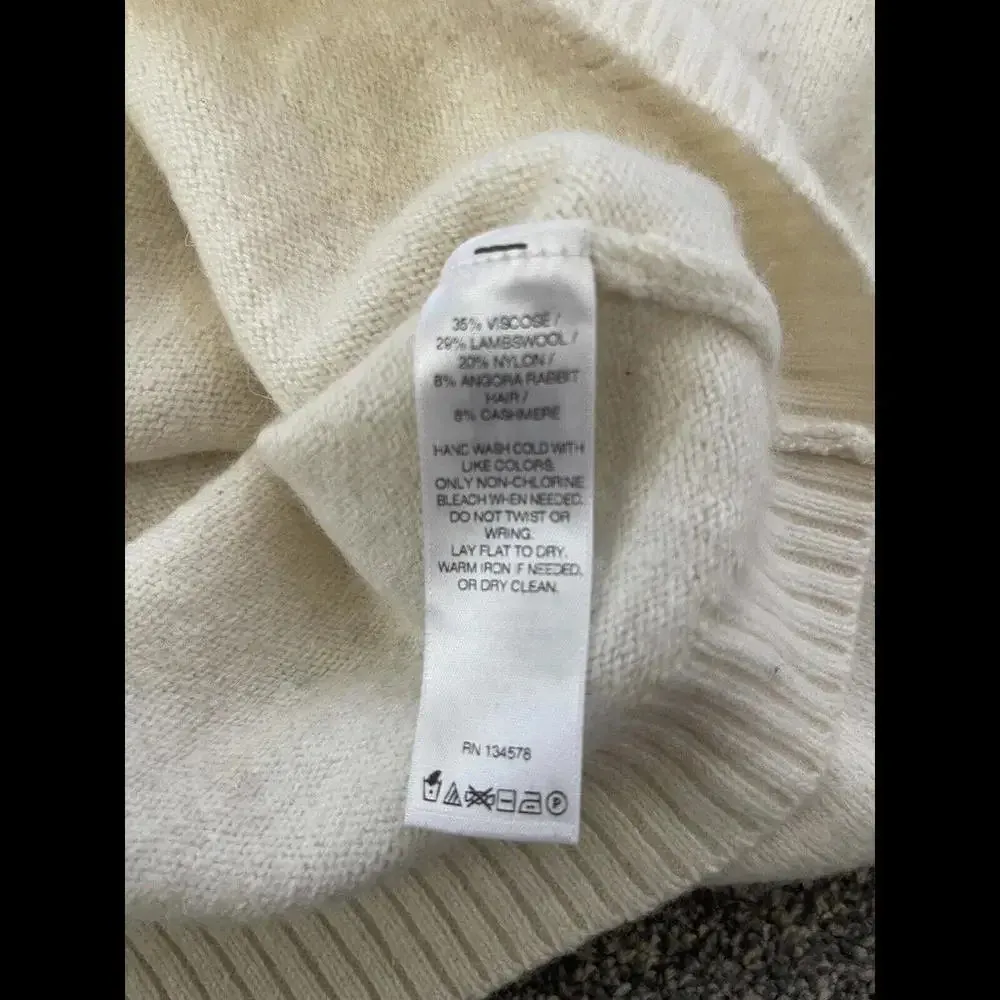 35% VISCOSE /
29% LAMBSWOOL /
20% NYLON /
8% ANGORA RABBIT
HAIR /
8% CASHMERE
HAND WASH COLD WITH
LIKE COLORS.
ONLY NON-CHLORINE
BLEACH WHEN NEEDED.
DO NOT TWIST OR
WRING.
LAY FLAT TO DRY.
WARM IRON IF NEEDED,
OR DRY CLEAN.
RN 134578
P